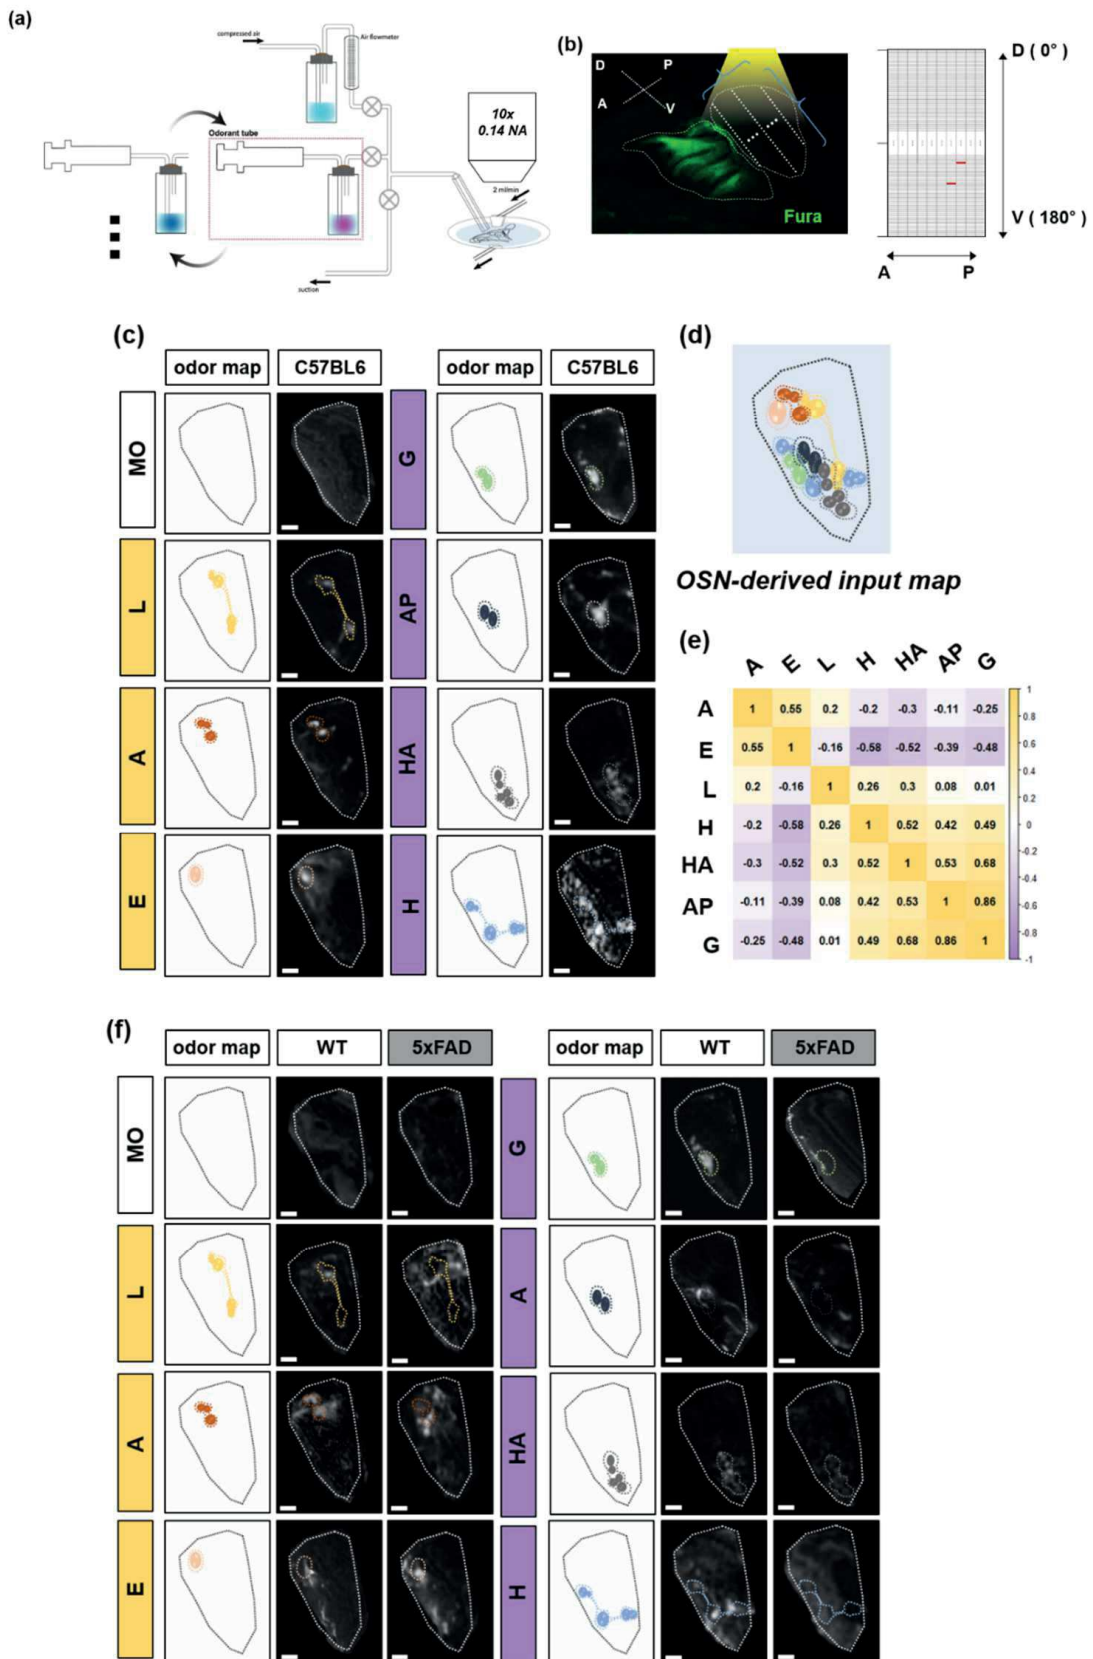 (a)
compressed air
Air flowmeter
Odorant tube
10x
0.14 NA
2 ml/min
suction
(b)
D
P
A
V
Fura
D ( 0° )
V ( 180° )
A
P
(c)
odor map
C57BL6
odor map
C57BL6
MO
G
L
AP
A
HA
E
H
(d)
OSN-derived input map
(e)
A E L H HA AP G
A 1 0.55 0.2 -0.2 -0.3 -0.11 -0.25
E 0.55 1 -0.16 -0.58 -0.52 -0.39 -0.48
L 0.2 -0.16 1 0.26 0.3 0.08 0.01
H -0.2 -0.58 0.26 1 0.52 0.42 0.49
HA -0.3 -0.52 0.3 0.52 1 0.53 0.68
AP -0.11 -0.39 0.08 0.42 0.53 1 0.86
G -0.25 -0.48 0.01 0.49 0.68 0.86 1
1
0.8
0.6
0.4
0.2
0
-0.2
-0.4
-0.6
-0.8
-1
(f)
odor map
WT
5xFAD
odor map
WT
5xFAD
MO
G
L
A
A
HA
E
H